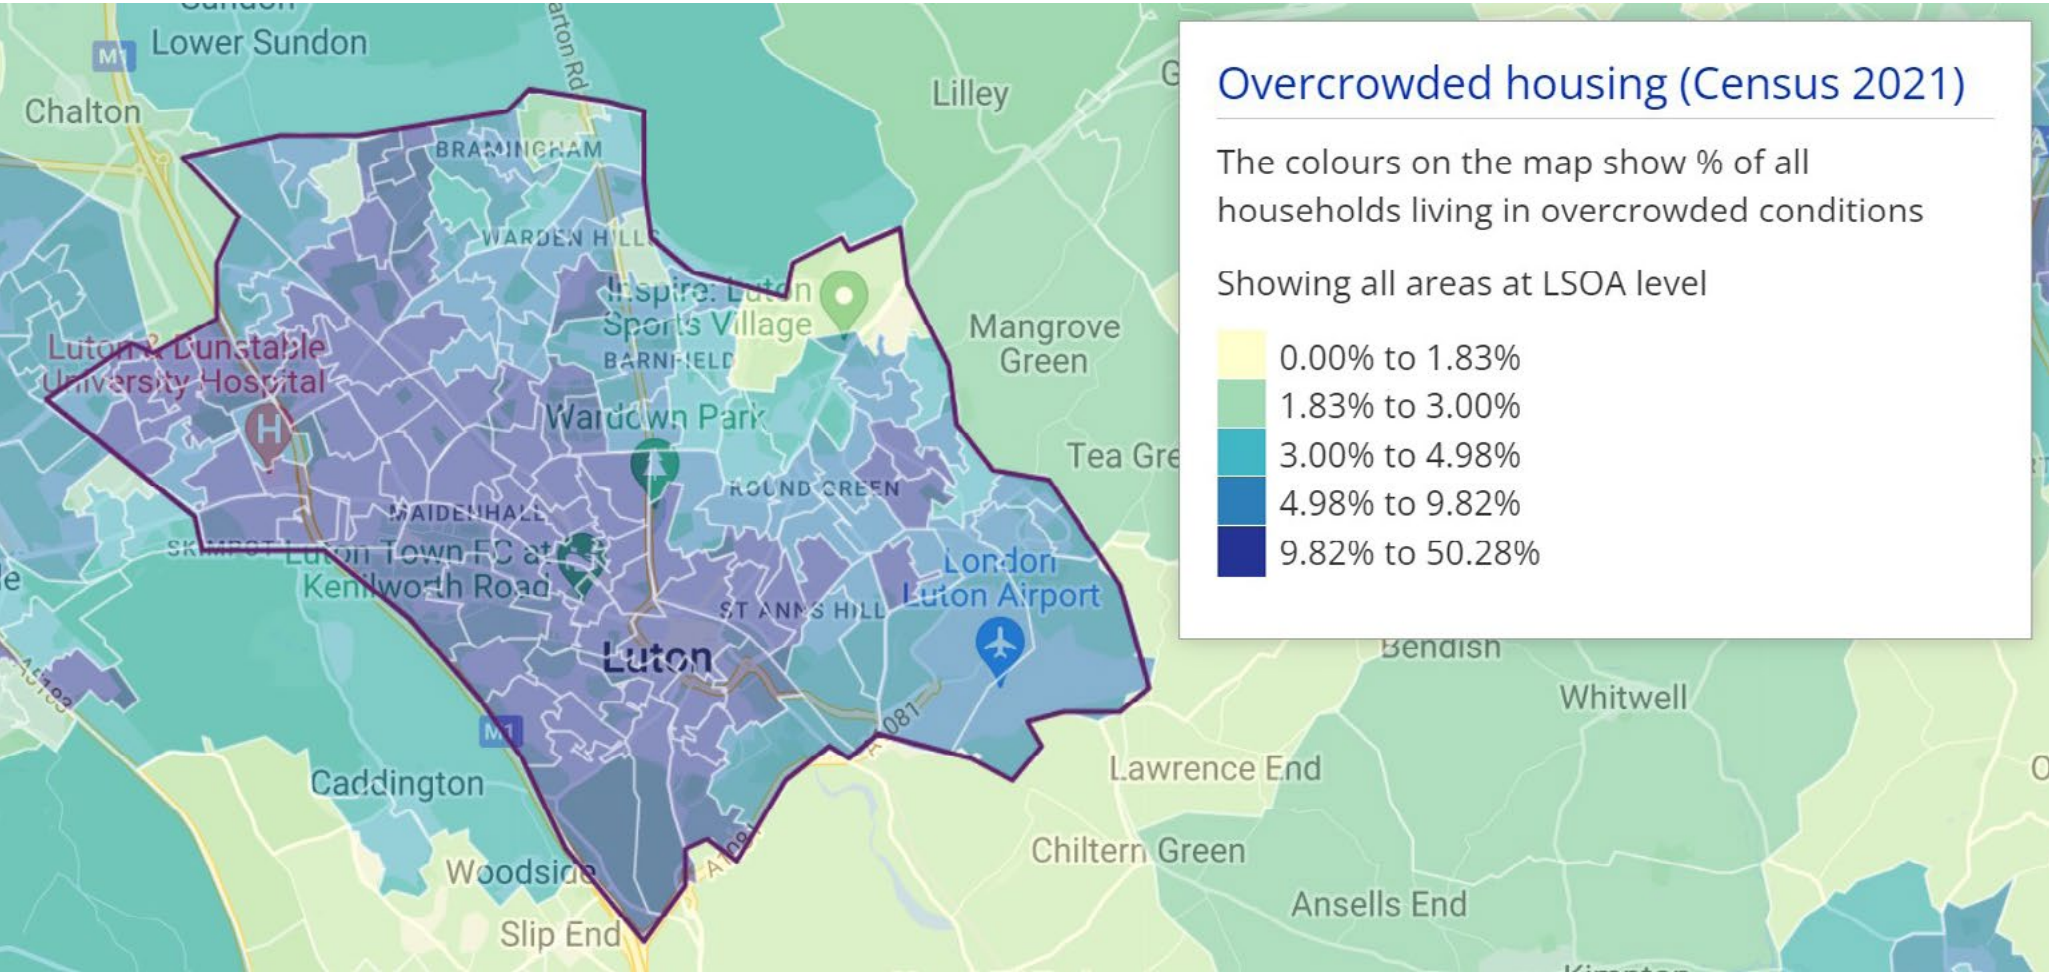 Lower Sundon
M1
Chalton
Lilley
BRAMINGHAM
WARDEN HILLS
Inspire: Luton
Sports Village
BARNFIELD
Mangrove
Green
Luton & Dunstable
University Hospital
H
Wardown Park
Tea Gre
ROUND GREEN
MAIDENHALL
SKIMPOT
Luton Town FC at
Kenilworth Road
London
Luton Airport
ST ANNS HILL
Luton
M1
A5183
A1081
A1081
Caddington
Woodside
Slip End
Lawrence End
Chiltern Green
Ansells End
Bendish
Whitwell
Kimpton
Overcrowded housing (Census 2021)
The colours on the map show % of all
households living in overcrowded conditions
Showing all areas at LSOA level
0.00% to 1.83%
1.83% to 3.00%
3.00% to 4.98%
4.98% to 9.82%
9.82% to 50.28%